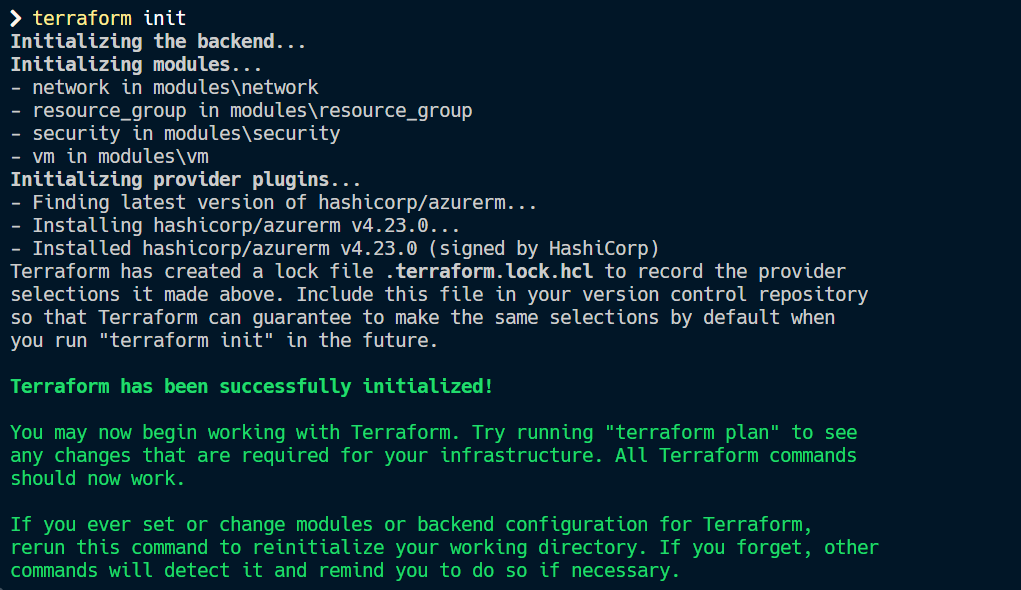 ❯ terraform init
Initializing the backend...
Initializing modules...
- network in modules\network
- resource_group in modules\resource_group
- security in modules\security
- vm in modules\vm
Initializing provider plugins...
- Finding latest version of hashicorp/azurerm...
- Installing hashicorp/azurerm v4.23.0...
- Installed hashicorp/azurerm v4.23.0 (signed by HashiCorp)
Terraform has created a lock file .terraform.lock.hcl to record the provider
selections it made above. Include this file in your version control repository
so that Terraform can guarantee to make the same selections by default when
you run "terraform init" in the future.
Terraform has been successfully initialized!
You may now begin working with Terraform. Try running "terraform plan" to see
any changes that are required for your infrastructure. All Terraform commands
should now work.
If you ever set or change modules or backend configuration for Terraform,
rerun this command to reinitialize your working directory. If you forget, other
commands will detect it and remind you to do so if necessary.